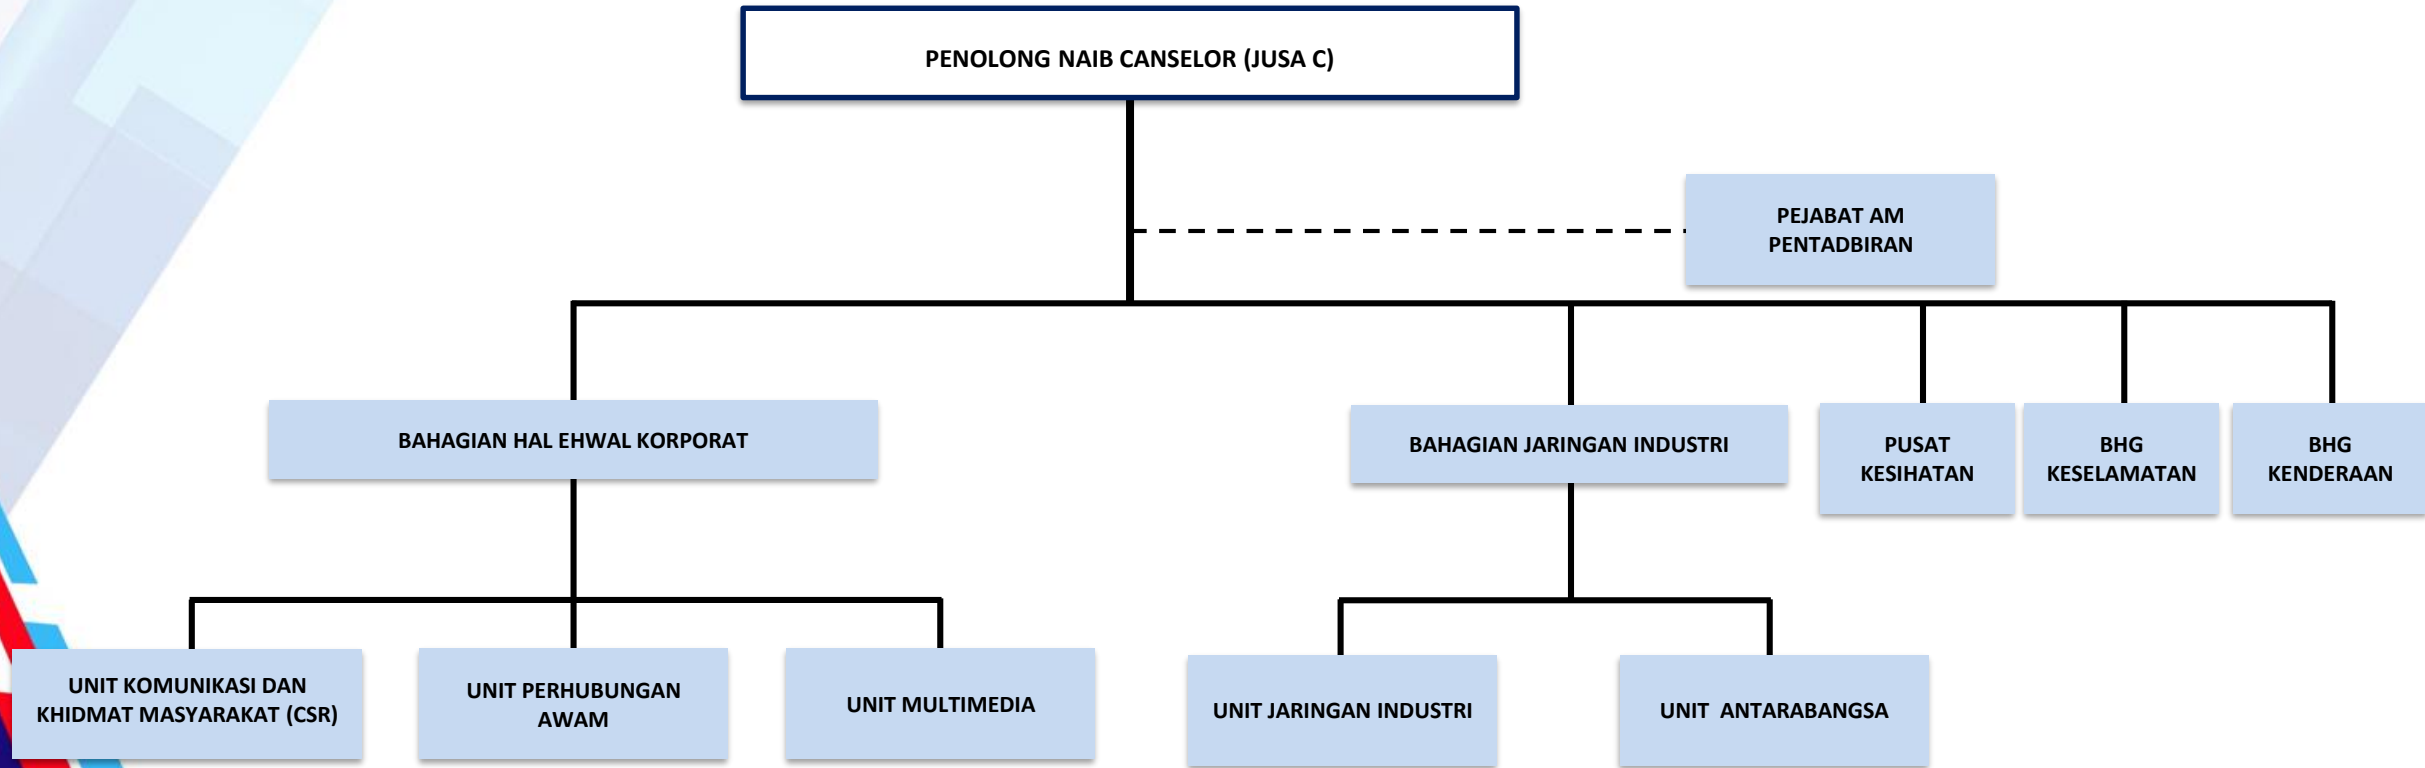 PENOLONG NAIB CANSELOR (JUSA C)
PEJABAT AM
PENTADBIRAN
BAHAGIAN HAL EHWAL KORPORAT
BAHAGIAN JARINGAN INDUSTRI
PUSAT
KESIHATAN
BHG
KESELAMATAN
BHG
KENDERAAN
UNIT KOMUNIKASI DAN
KHIDMAT MASYARAKAT (CSR)
UNIT PERHUBUNGAN
AWAM
UNIT MULTIMEDIA
UNIT JARINGAN INDUSTRI
UNIT ANTARABANGSA